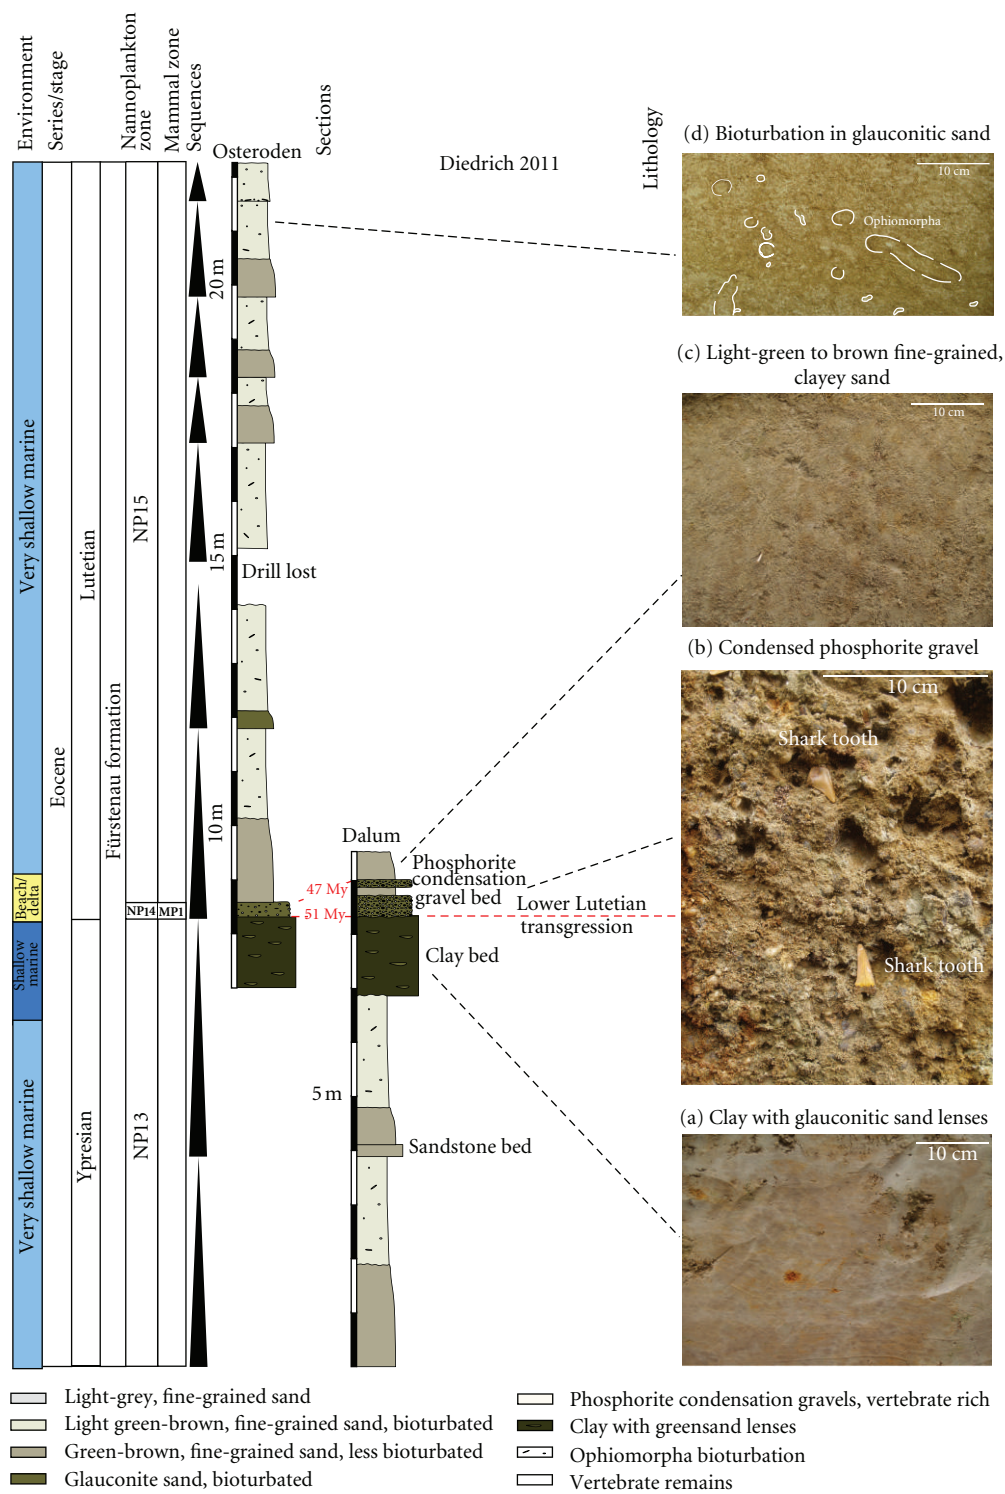 Environment
Series/stage
Nannoplankton
zone
Mammal zone
Sequences
Sections
Lithology
Osteroden
Diedrich 2011
(d) Bioturbation in glauconitic sand
10 cm
Ophiomorpha
(c) Light-green to brown fine-grained,
clayey sand
10 cm
(b) Condensed phosphorite gravel
10 cm
Shark tooth
Shark tooth
(a) Clay with glauconitic sand lenses
10 cm
Very shallow marine
Beach/
delta
Shallow
marine
Very shallow marine
Eocene
Lutetian
Ypresian
Fürstenau formation
NP15
NP14
MP1
NP13
20 m
15 m
Drill lost
10 m
Dalum
Phosphorite
condensation
gravel bed
47 My
51 My
Lower Lutetian
transgression
Clay bed
5 m
Sandstone bed
Light-grey, fine-grained sand
Light green-brown, fine-grained sand, bioturbated
Green-brown, fine-grained sand, less bioturbated
Glauconite sand, bioturbated
Phosphorite condensation gravels, vertebrate rich
Clay with greensand lenses
Ophiomorpha bioturbation
Vertebrate remains